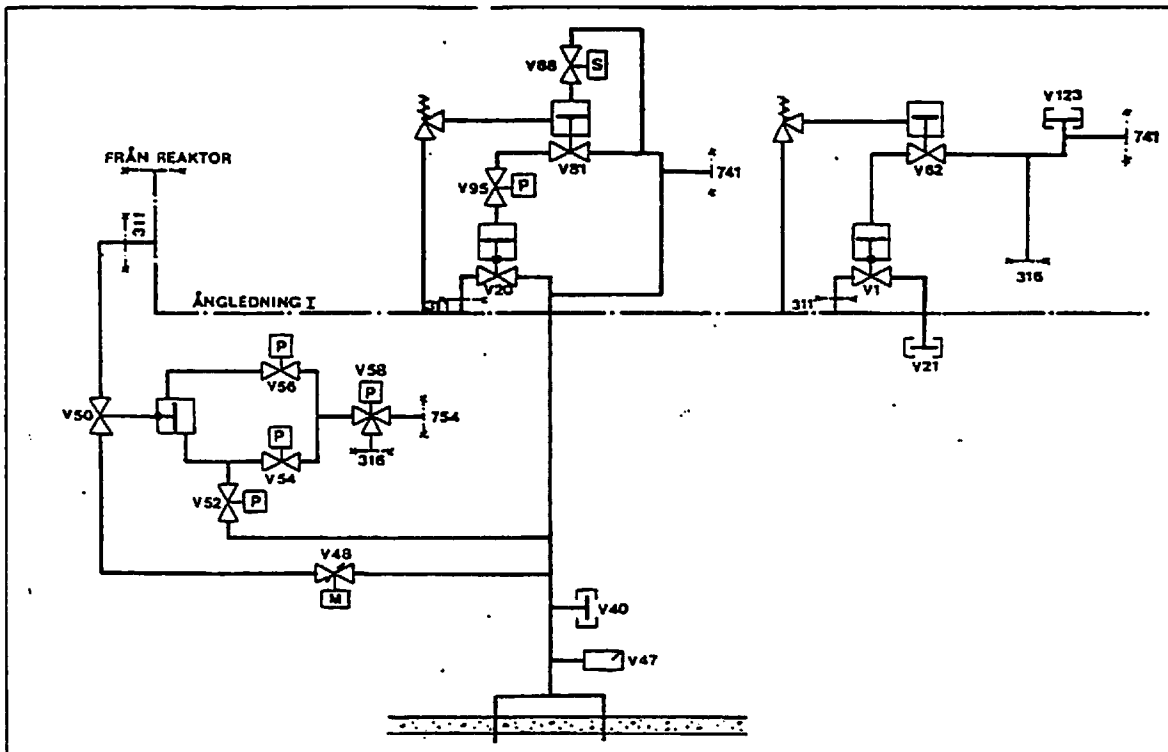 V88
S
V123
FRÅN REAKTOR
741
V81
V62
741
V95
P
311
316
V20
V1
311
ÅNGLEDNING I
V21
P
V56
V58
P
V50
754
P
316
V54
V52
P
V48
M
V40
V47